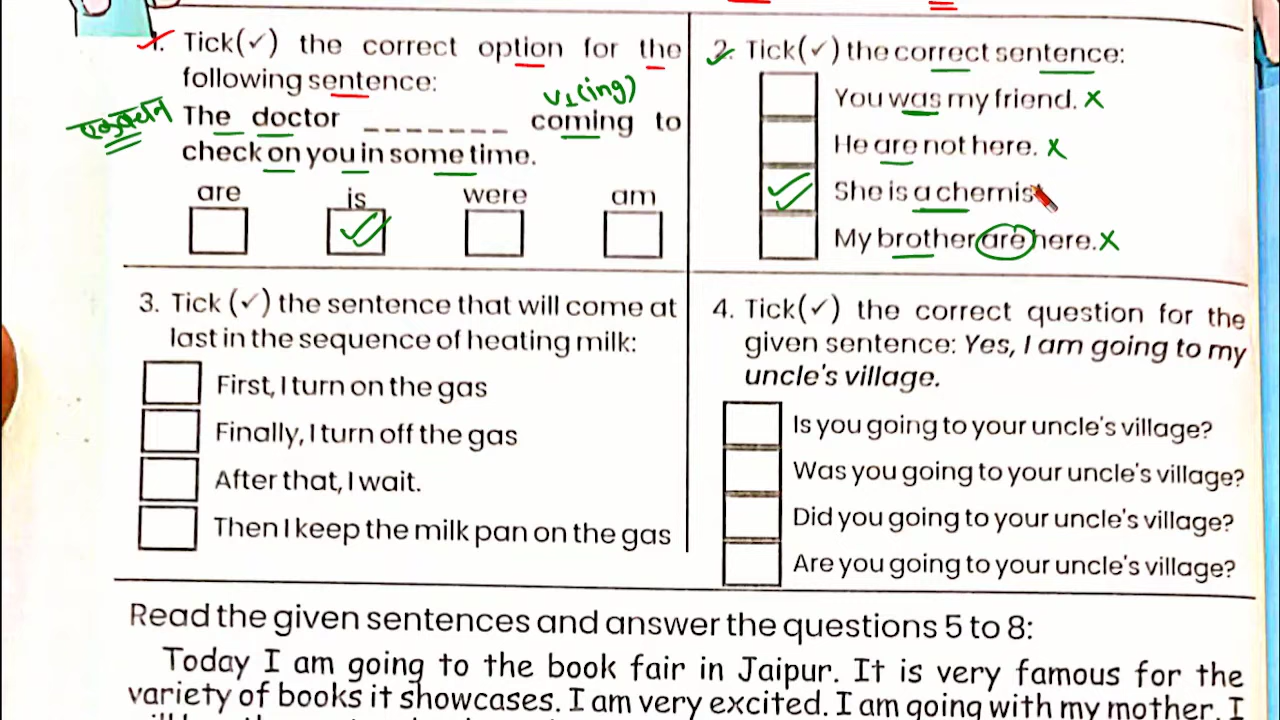 1. Tick(✓) the correct option for the
following sentence:
V1(ing)
The doctor _ _ _ _ _ _ _ coming to
check on you in some time.
are is were am
2. Tick(✓) the correct sentence:
You was my friend. x
He are not here. x
She is a chemis
My brother are here. x
3. Tick (✓) the sentence that will come at
last in the sequence of heating milk:
First, I turn on the gas
Finally, I turn off the gas
After that, I wait.
Then I keep the milk pan on the gas
4. Tick(✓) the correct question for the
given sentence: Yes, I am going to my
uncle's village.
Is you going to your uncle's village?
Was you going to your uncle's village?
Did you going to your uncle's village?
Are you going to your uncle's village?
Read the given sentences and answer the questions 5 to 8:
Today I am going to the book fair in Jaipur. It is very famous for the
variety of books it showcases. I am very excited. I am going with my mother. I